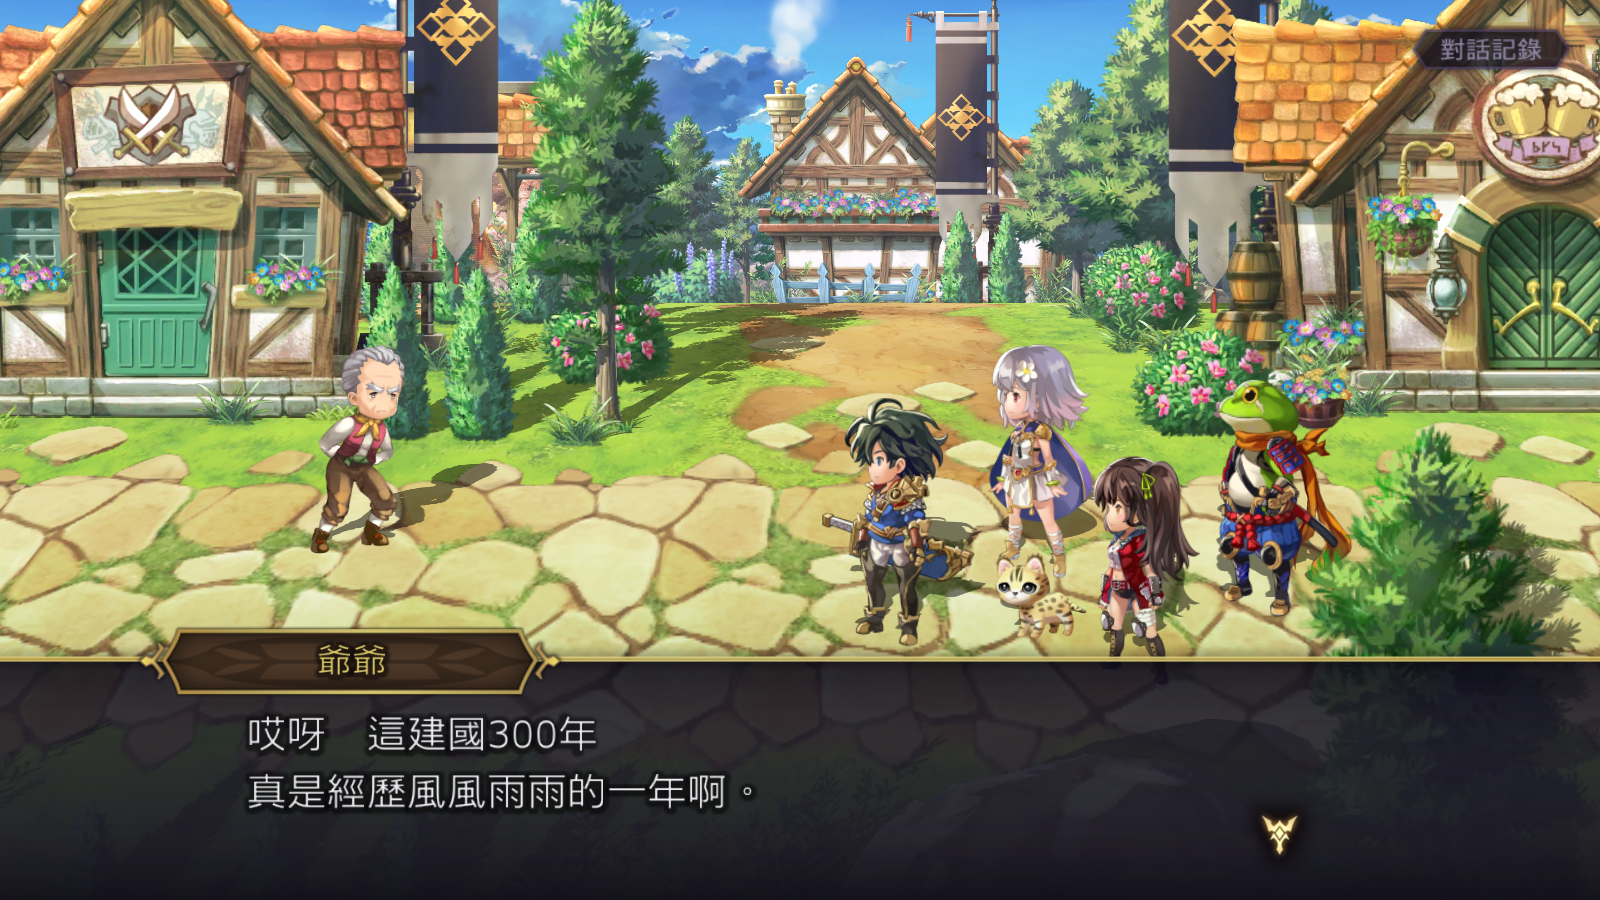 對話記錄
爺爺
哎呀　這建國300年
真是經歷風風雨雨的一年啊。